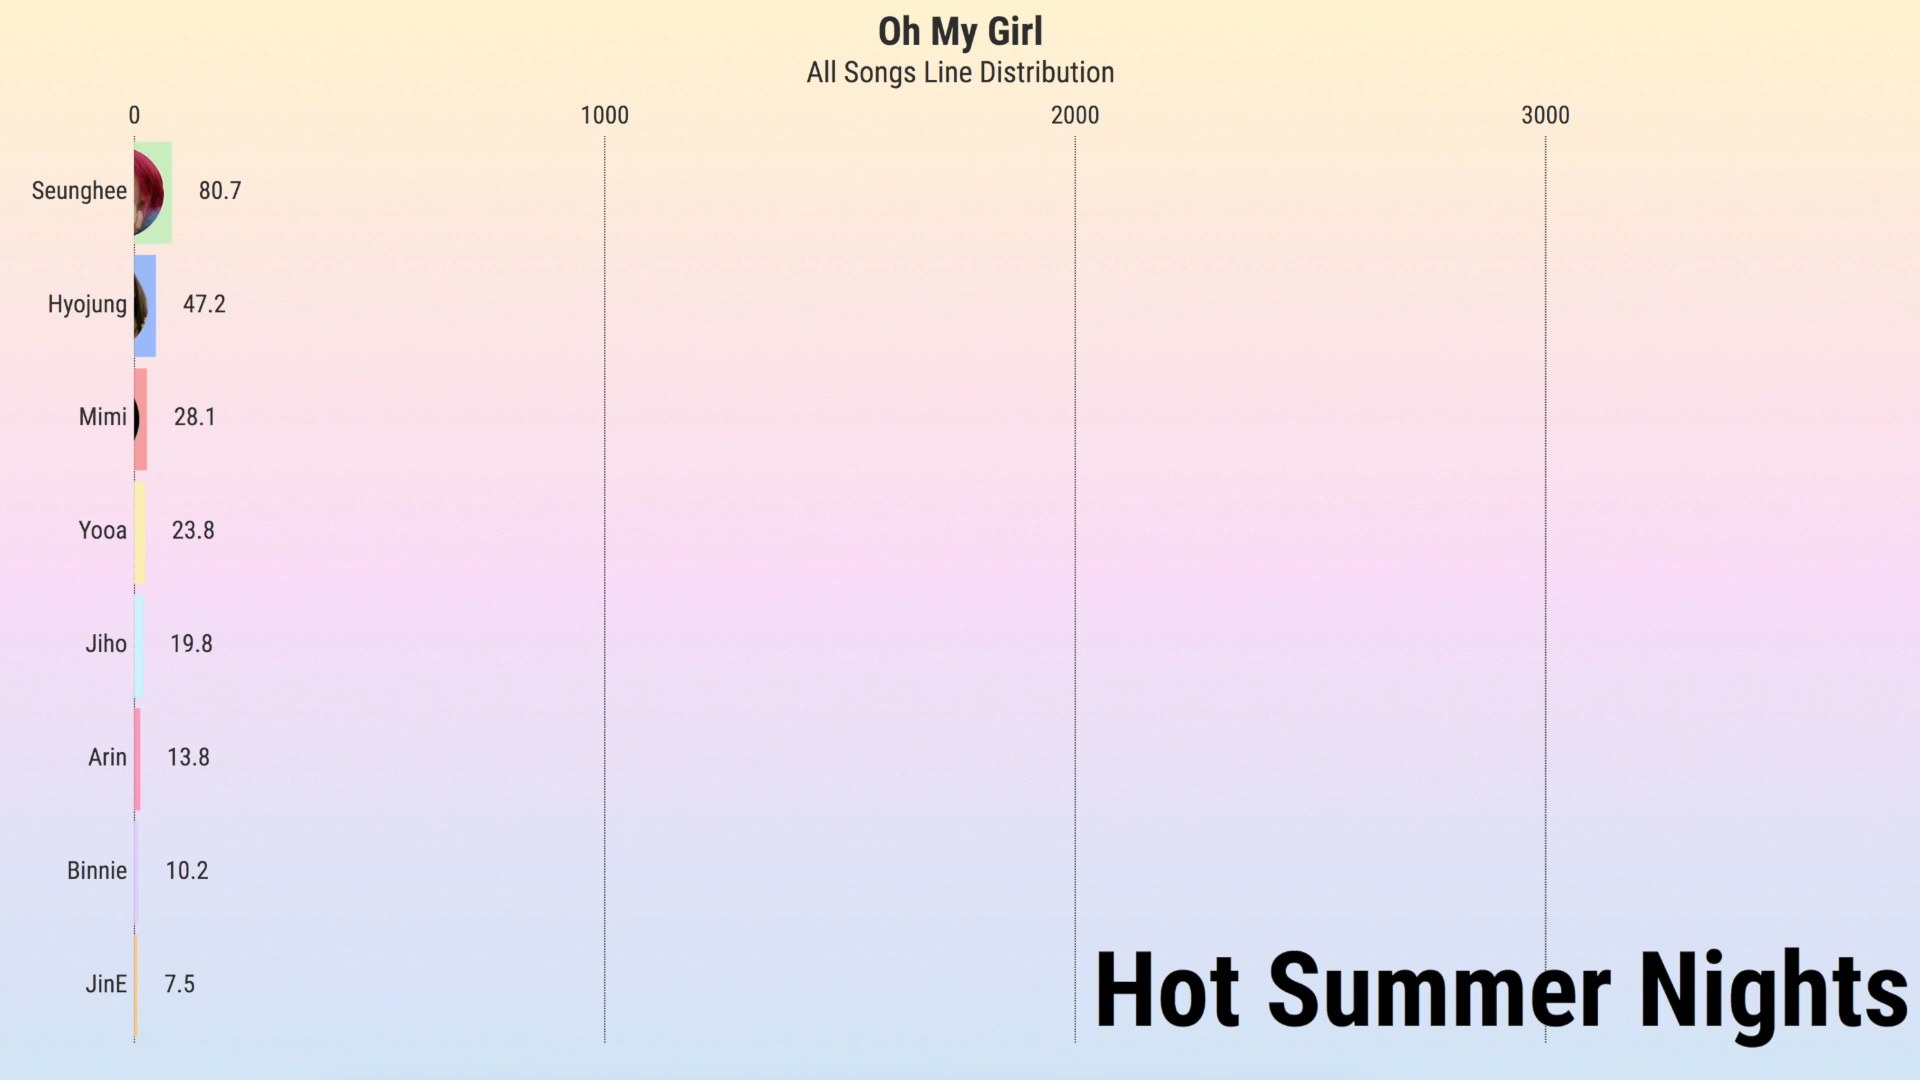 Oh My Girl
All Songs Line Distribution
0 1000 2000 3000
Seunghee 80.7
Hyojung 47.2
Mimi 28.1
Yooa 23.8
Jiho 19.8
Arin 13.8
Binnie 10.2
JinE 7.5
Hot Summer Nights